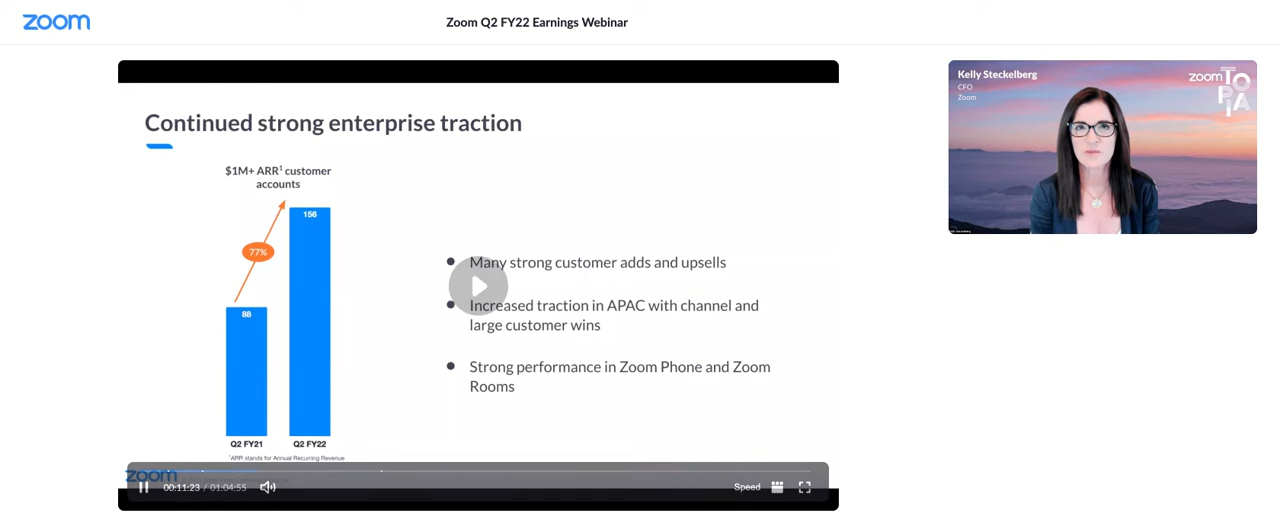 zoom
Zoom Q2 FY22 Earnings Webinar
Continued strong enterprise traction
$1M+ ARR¹ customer
accounts
156
77%
88
Q2 FY21
Q2 FY22
¹ARR stands for Annual Recurring Revenue
Many strong customer adds and upsells
Increased traction in APAC with channel and
large customer wins
Strong performance in Zoom Phone and Zoom
Rooms
zoom
00:11:23 / 01:04:55
Speed
Kelly Steckelberg
CFO
Zoom
zoomTOPIA
Kelly Steckelberg